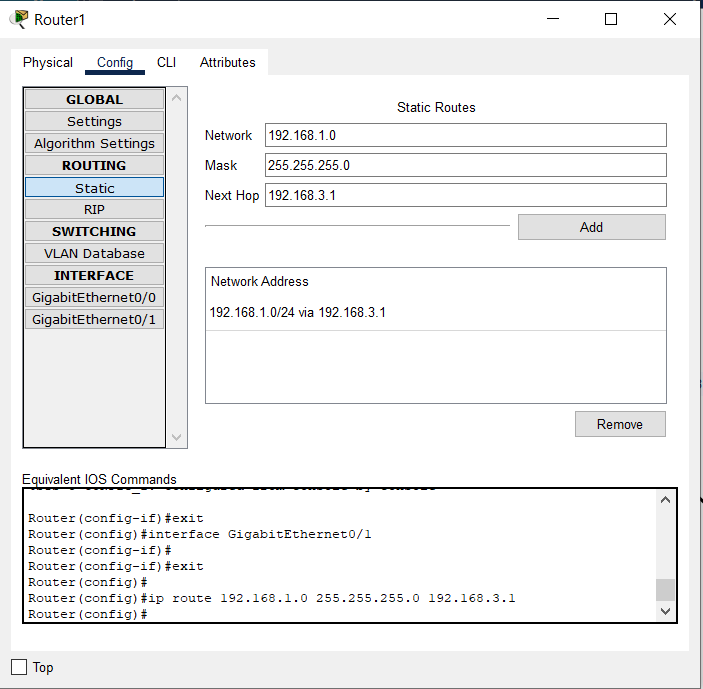 Router1
Physical Config CLI Attributes
GLOBAL
Settings
Algorithm Settings
ROUTING
Static
RIP
SWITCHING
VLAN Database
INTERFACE
GigabitEthernet0/0
GigabitEthernet0/1
Static Routes
Network 192.168.1.0
Mask 255.255.255.0
Next Hop 192.168.3.1
Add
Network Address
192.168.1.0/24 via 192.168.3.1
Remove
Equivalent IOS Commands
Router(config-if)#exit
Router(config)#interface GigabitEthernet0/1
Router(config-if)#
Router(config-if)#exit
Router(config)#
Router(config)#ip route 192.168.1.0 255.255.255.0 192.168.3.1
Router(config)#
Top